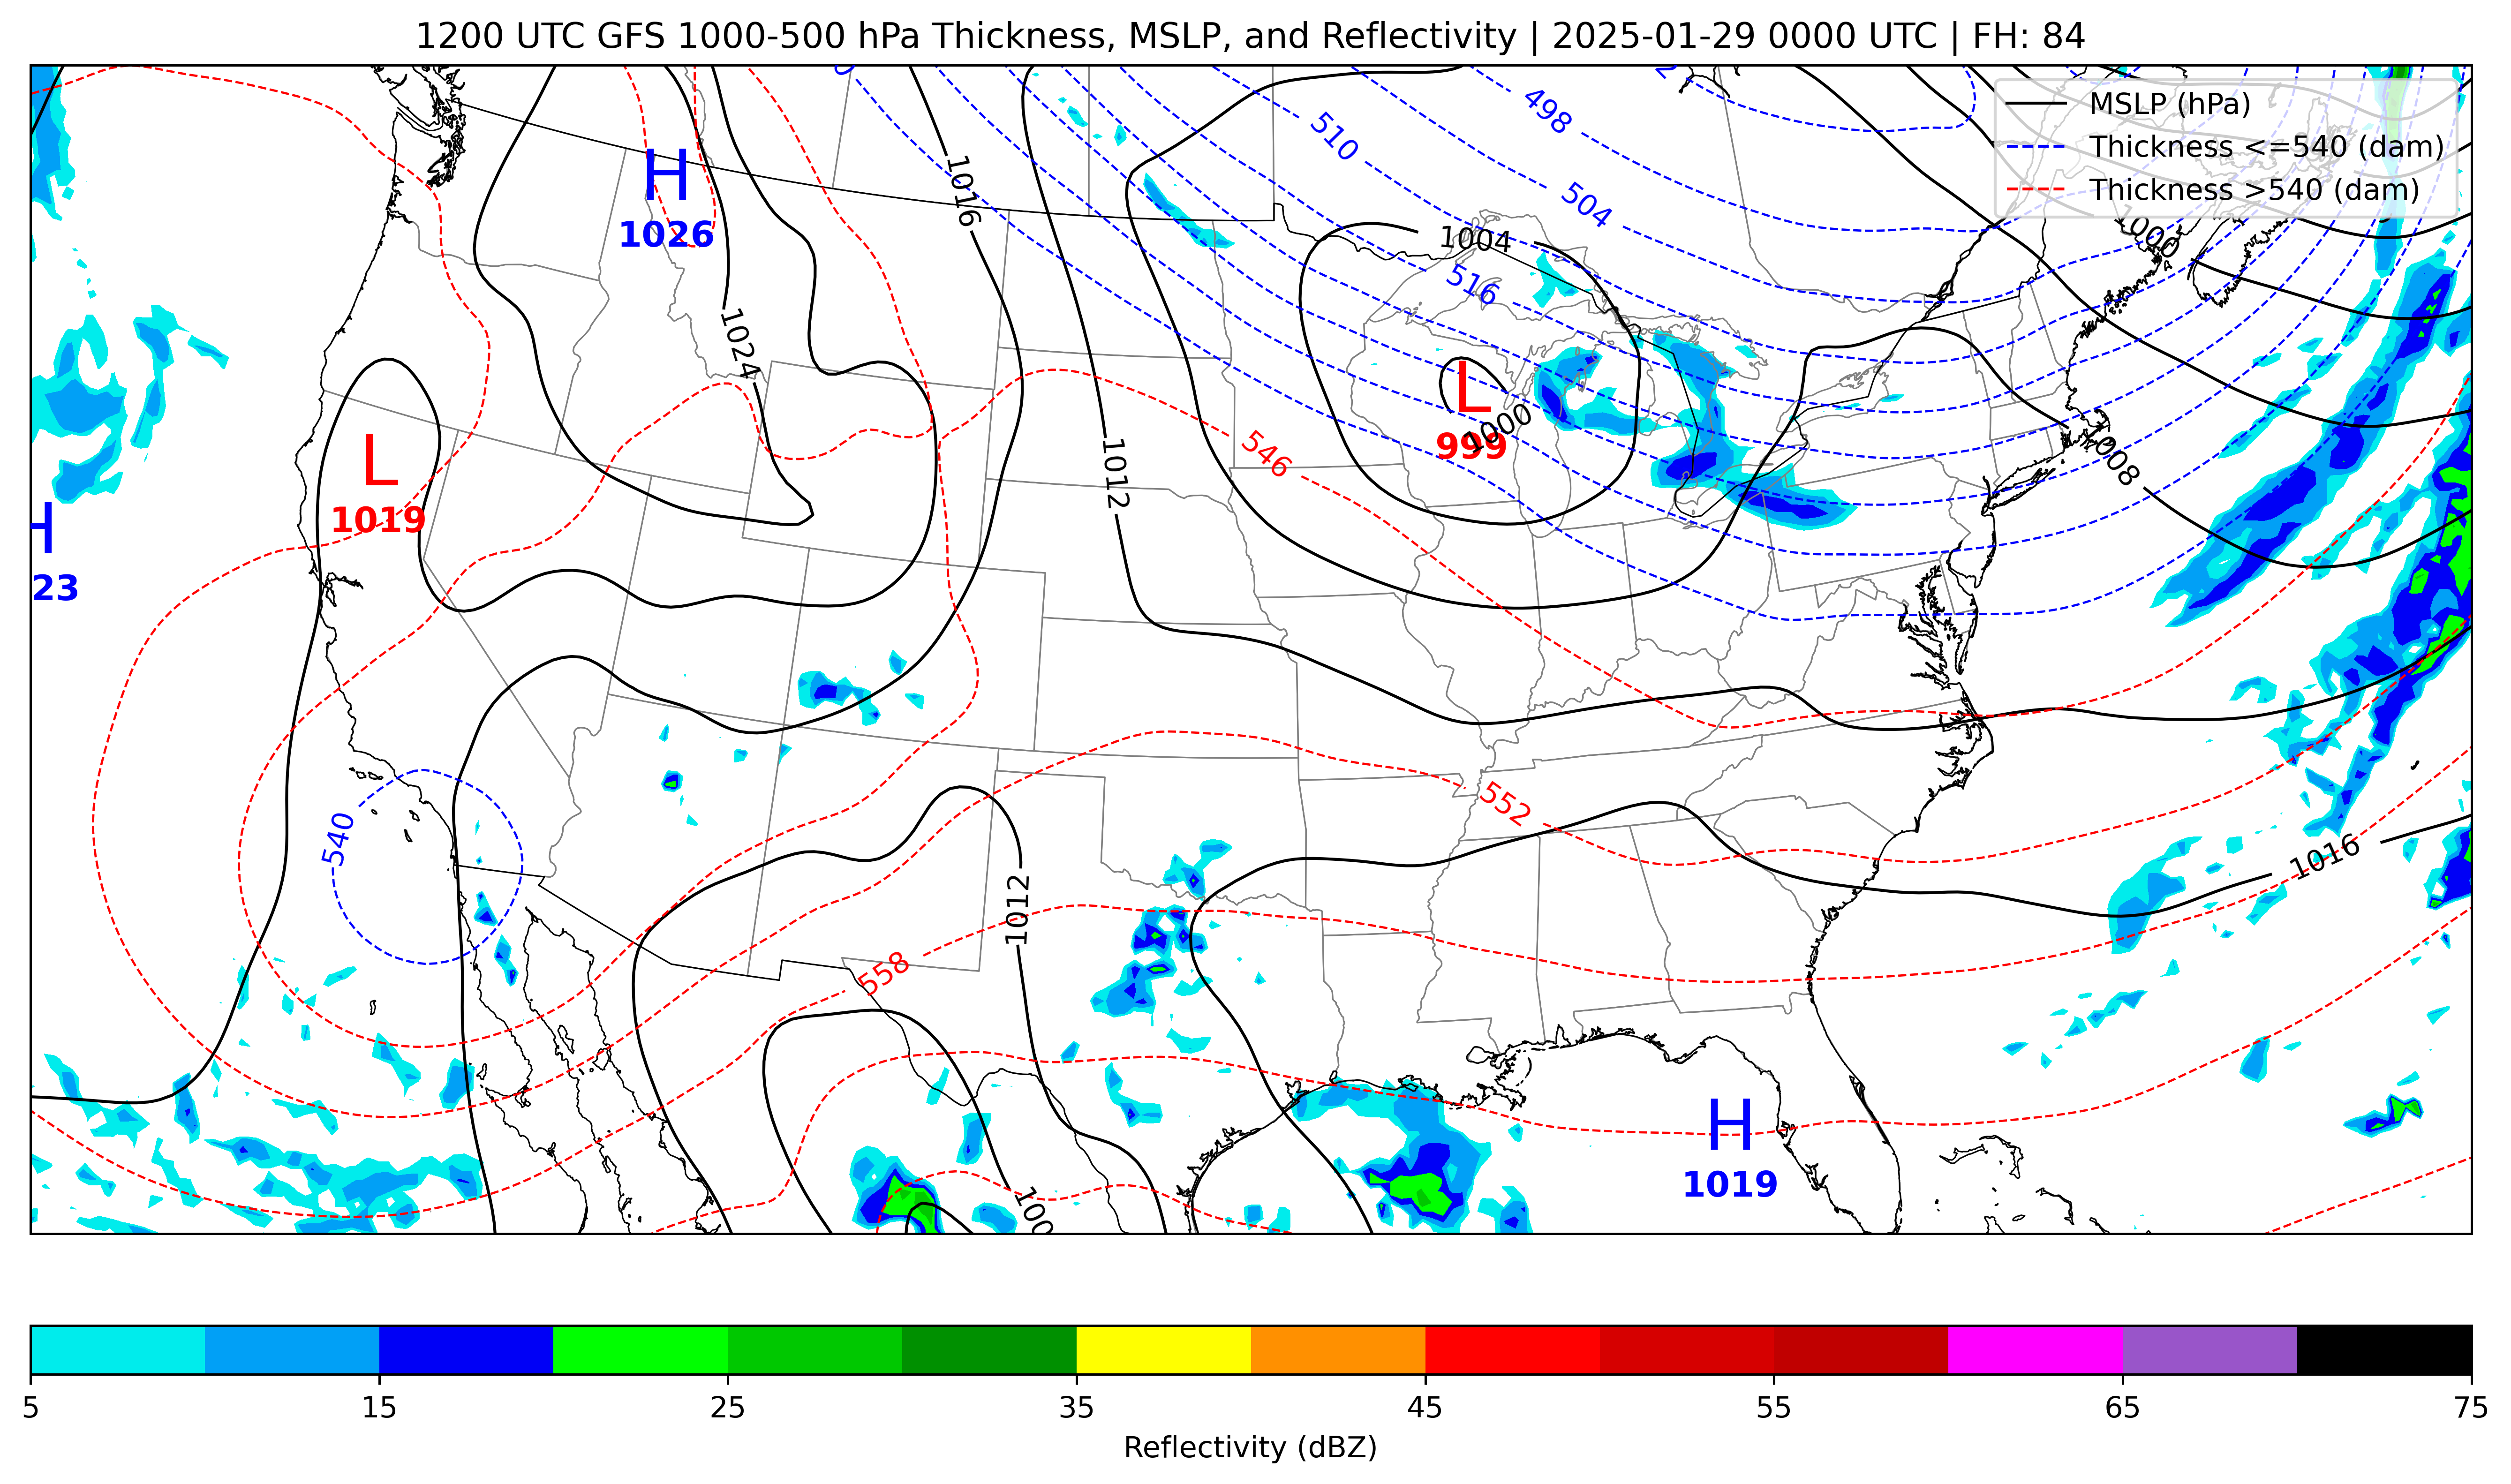 1200 UTC GFS 1000-500 hPa Thickness, MSLP, and Reflectivity | 2025-01-29 0000 UTC | FH: 84
MSLP (hPa)
Thickness <=540 (dam)
Thickness >540 (dam)
498
510
504
516
H
1026
1016
1004
1000
1024
L
999
1000
546
1012
1008
L
1019
H
23
540
552
1016
1012
558
H
1019
100
5 15 25 35 45 55 65 75
Reflectivity (dBZ)